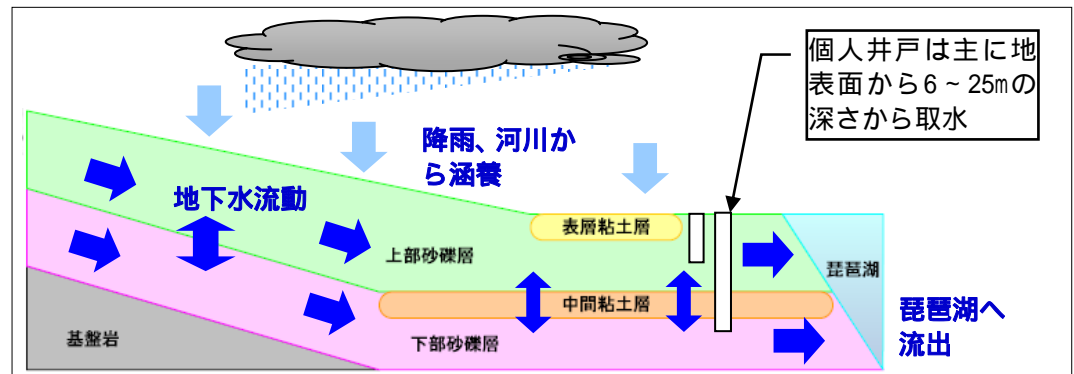 個人井戸は主に地
表面から6~25mの
深さから取水
降雨、河川か
ら涵養
地下水流動
表層粘土層
上部砂礫層
琵琶湖
中間粘土層
琵琶湖へ
流出
基盤岩
下部砂礫層